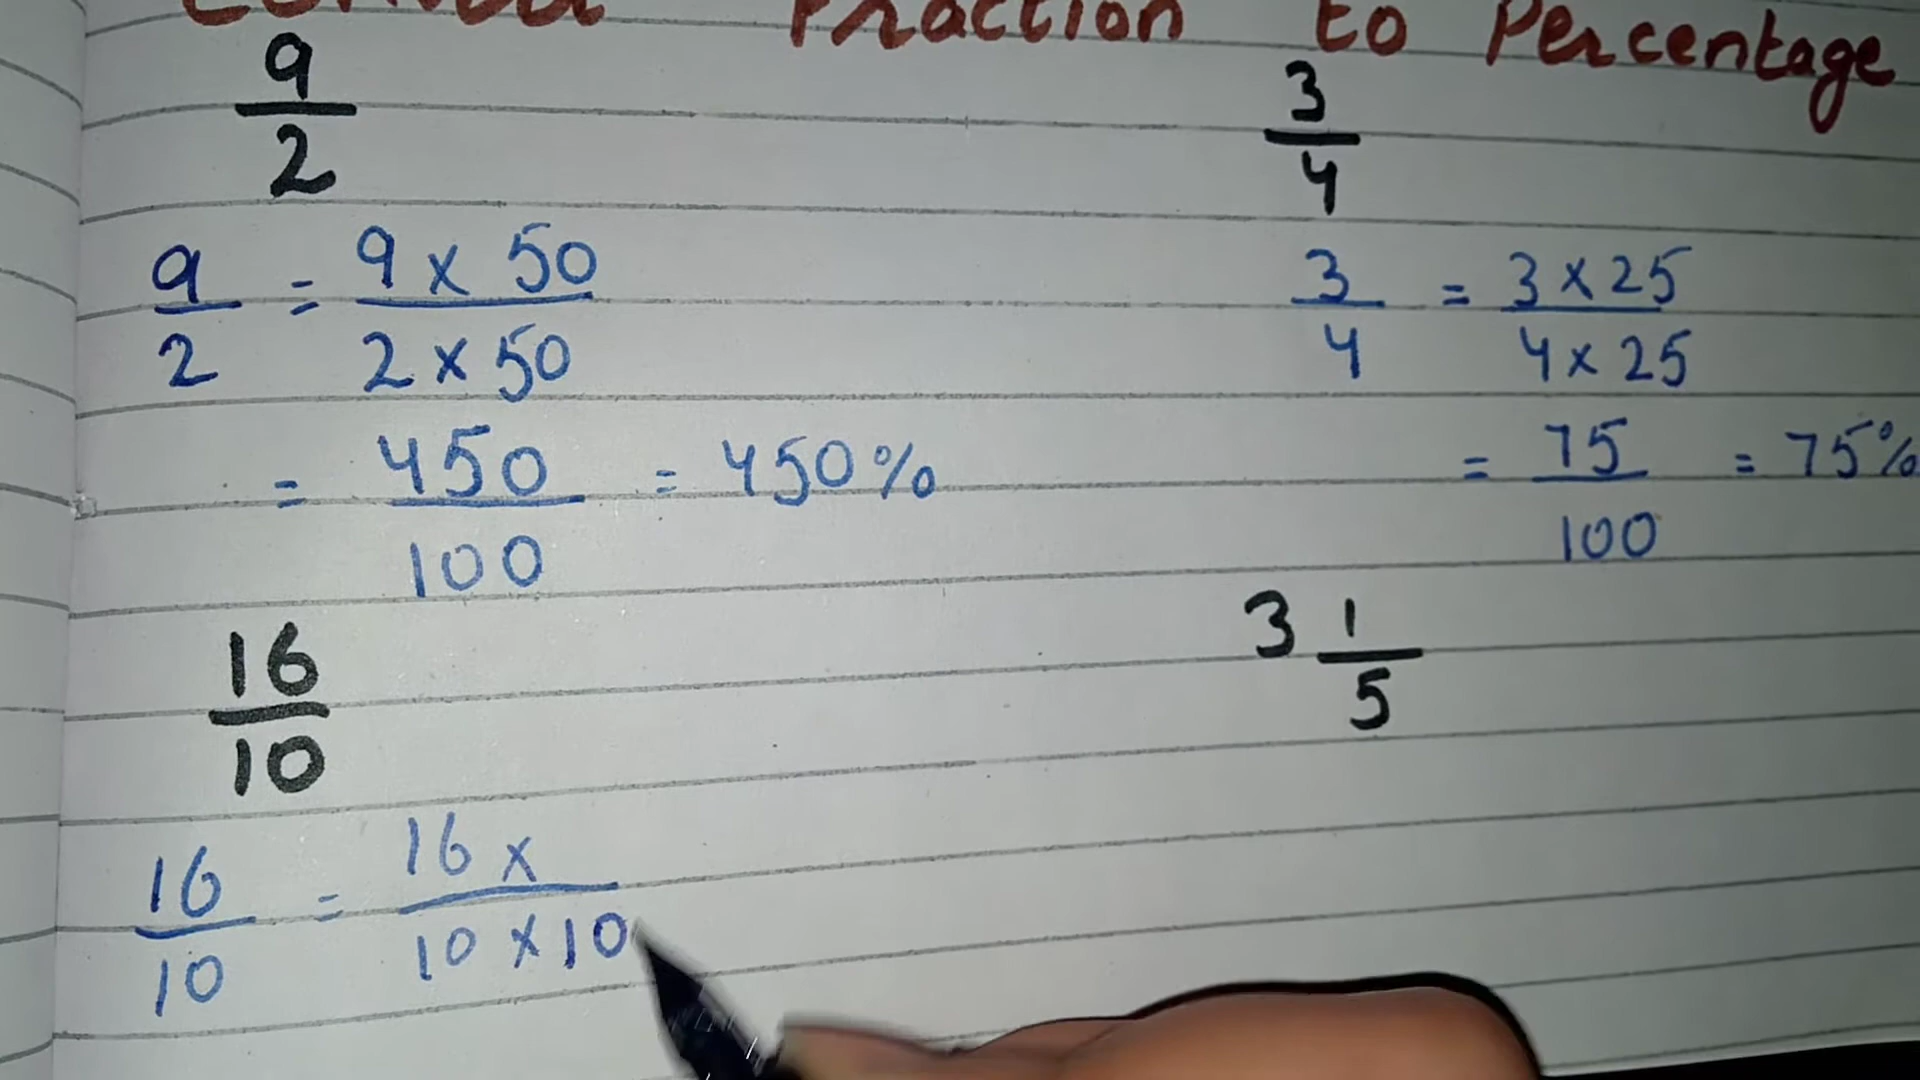 Fraction to Percentage
9/2
9/2 = 9 x 50 / 2 x 50
= 450/100 = 450%
3/4
3/4 = 3 x 25 / 4 x 25
= 75/100 = 75%
16/10
16/10 = 16 x / 10 x 10
3 1/5